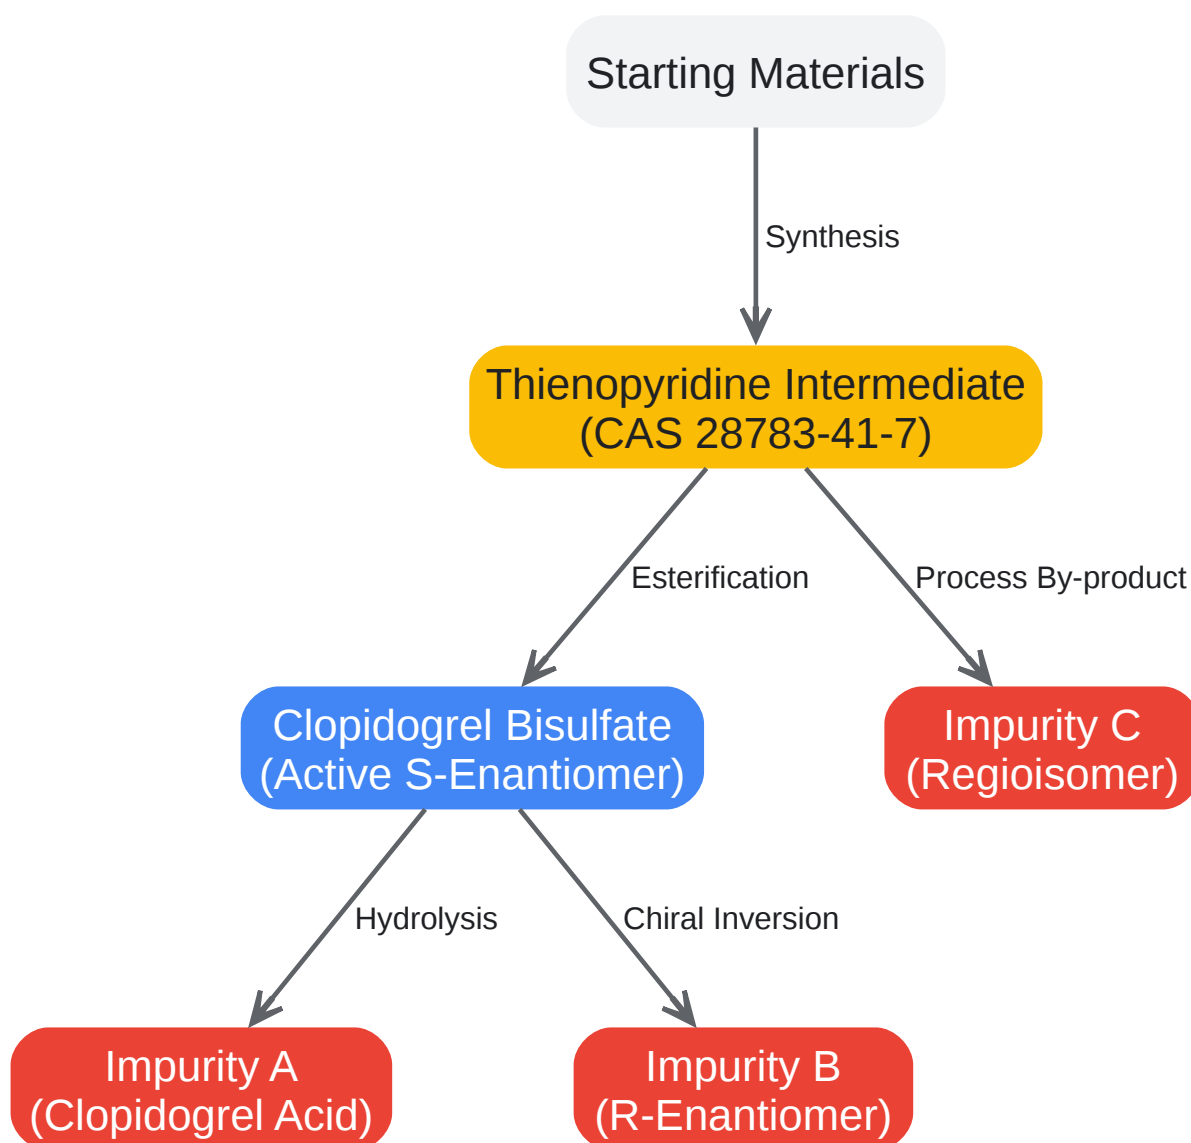 Starting Materials
Synthesis
Thienopyridine Intermediate
(CAS 28783-41-7)
Esterification
Process By-product
Clopidogrel Bisulfate
(Active S-Enantiomer)
Impurity C
(Regioisomer)
Hydrolysis
Chiral Inversion
Impurity A
(Clopidogrel Acid)
Impurity B
(R-Enantiomer)